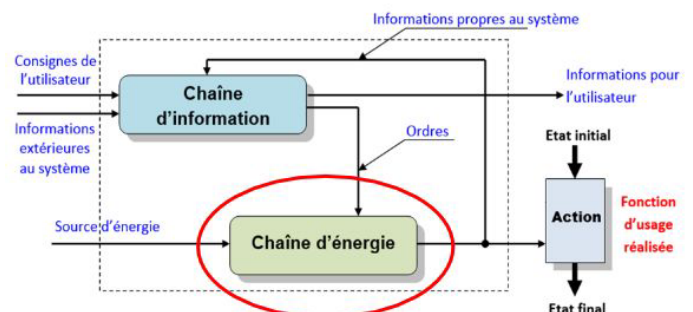 Informations propres au système
Consignes de
l'utilisateur
Chaîne
d'information
Informations pour
l'utilisateur
Informations
extérieures
au système
Ordres
Etat initial
Source d'énergie
Chaîne d'énergie
Action
Fonction
d'usage
réalisée
Etat final